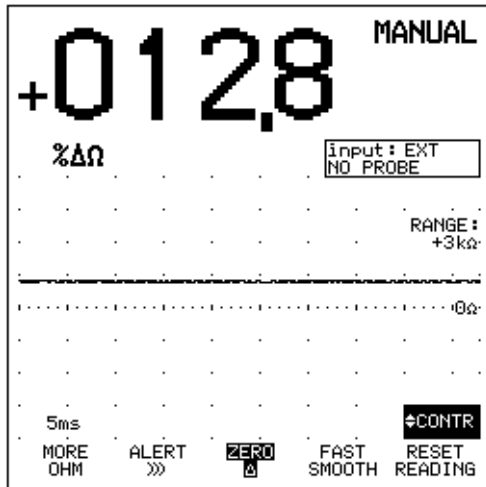 MANUAL
+012,8
%ΔΩ
input: EXT
NO PROBE
RANGE:
+3kΩ
0Ω
5ms
CONTR
MORE OHM
ALERT
ZERO Δ
FAST SMOOTH
RESET READING